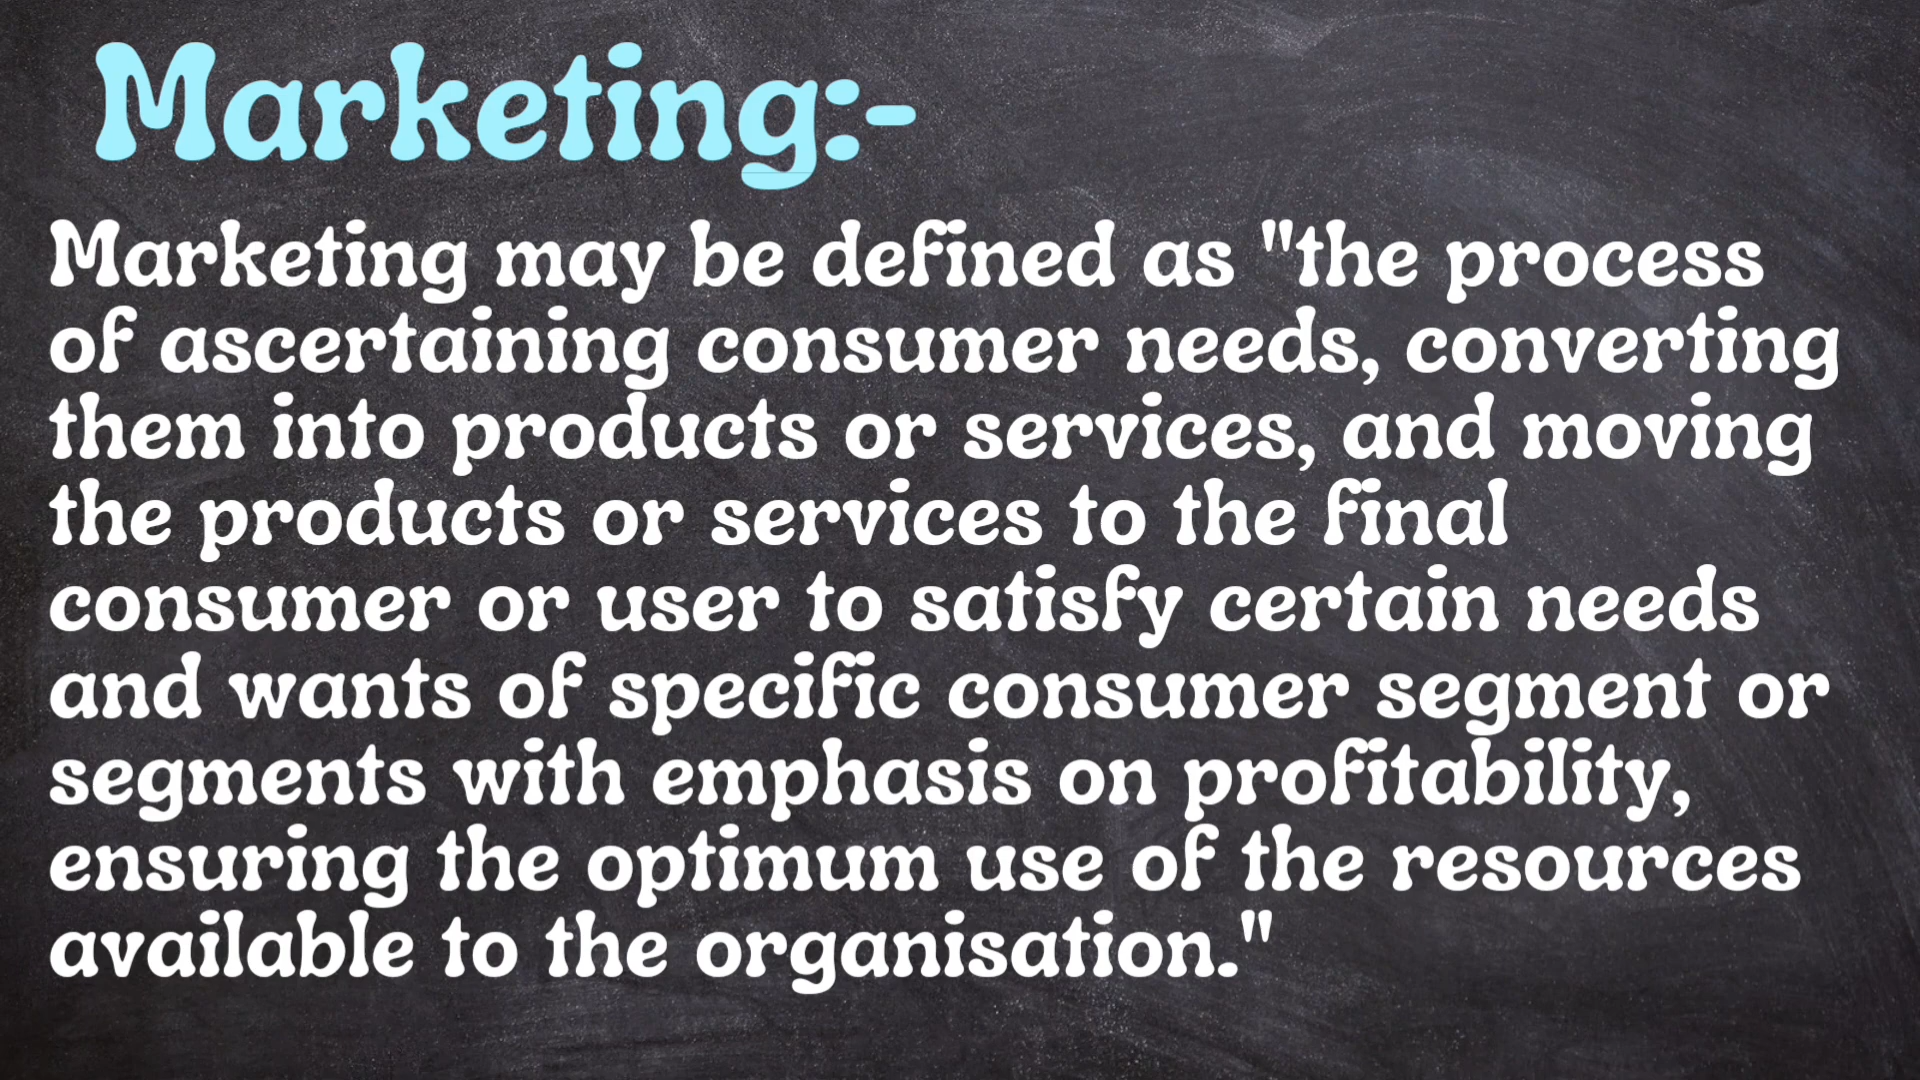 Marketing:-
Marketing may be defined as "the process
of ascertaining consumer needs, converting
them into products or services, and moving
the products or services to the final
consumer or user to satisfy certain needs
and wants of specific consumer segment or
segments with emphasis on profitability,
ensuring the optimum use of the resources
available to the organisation."